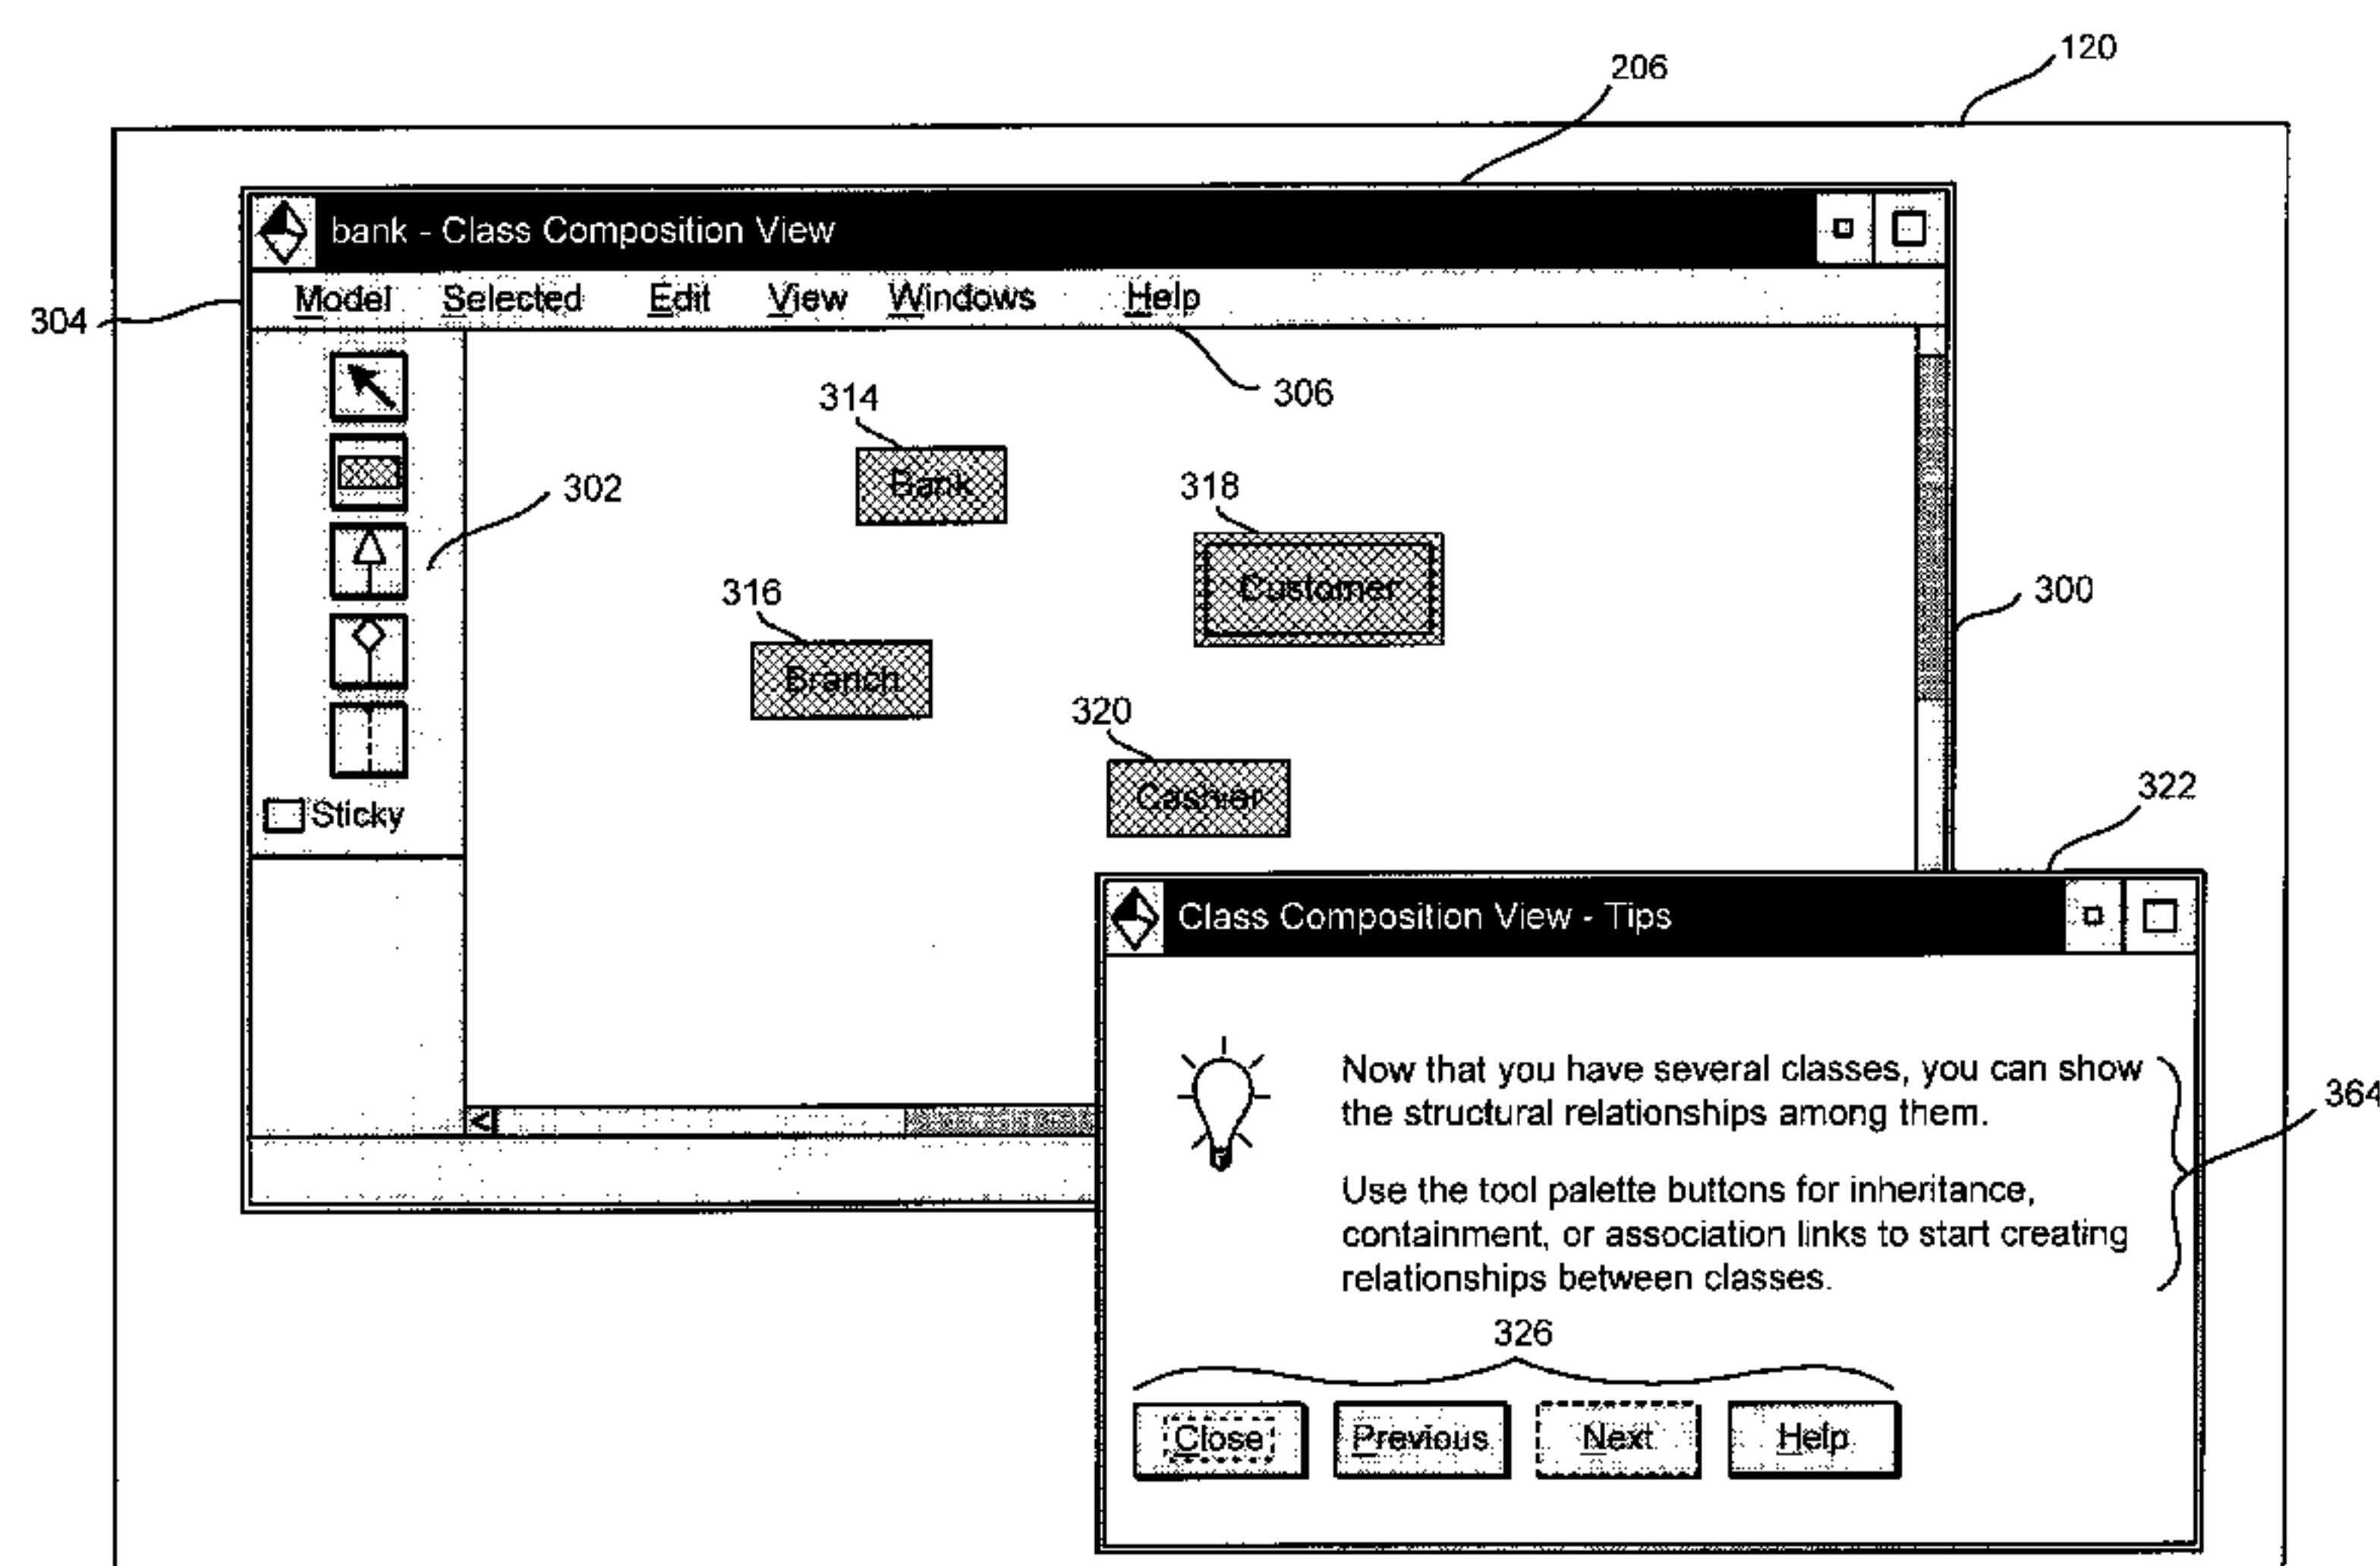 120
206
bank - Class Composition View
304
Model Selected Edit View Windows Help
306
314
Bank
302
318
Customer
316
Branch
300
320
Cashier
Sticky
322
Class Composition View - Tips
Now that you have several classes, you can show
the structural relationships among them.
364
Use the tool palette buttons for inheritance,
containment, or association links to start creating
relationships between classes.
326
Close Previous Next Help